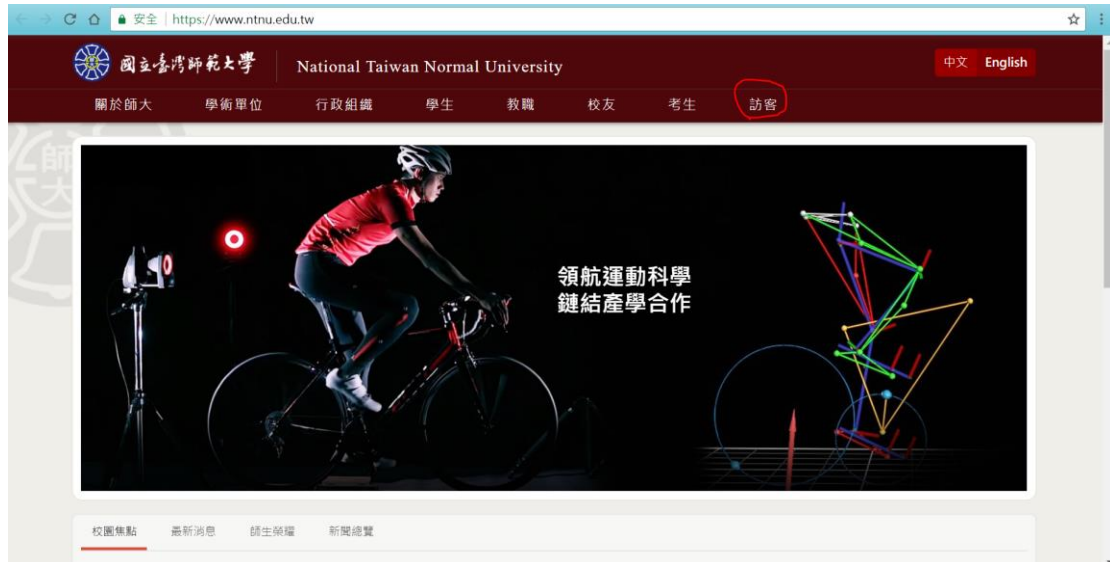 安全 | https://www.ntnu.edu.tw
國立臺灣師範大學 National Taiwan Normal University 中文 English
關於師大 學術單位 行政組織 學生 教職 校友 考生 訪客
師大
領航運動科學
鏈結產學合作
校園焦點 最新消息 師生榮耀 新聞總覽